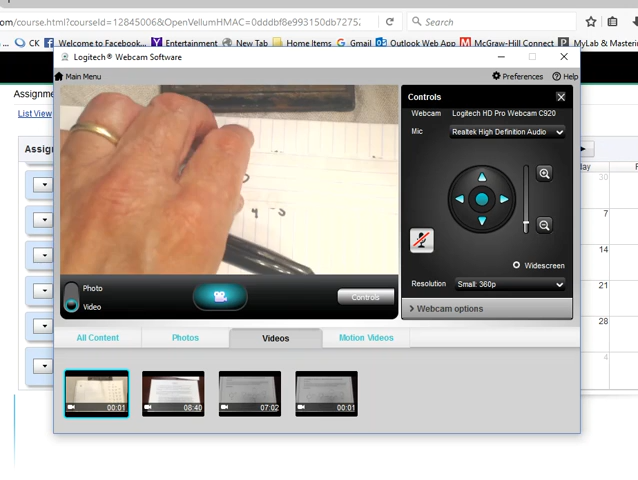 om/course.html?courseId=12845006&OpenVellumHMAC=0dddbf8e993150db7275
Search
CK
Welcome to Facebook...
Entertainment
New Tab
Home Items
Gmail
Outlook Web App
McGraw-Hill Connect
MyLab & Masterin
Logitech® Webcam Software
Main Menu
Preferences
Help
Assignme
List View
Assig
Controls
Webcam Logitech HD Pro Webcam C920
Mic Realtek High Definition Audio
Widescreen
Resolution Small: 360p
Webcam options
Photo
Video
Controls
All Content
Photos
Videos
Motion Videos
00:01
08:40
07:02
00:01
day
F
30
7
14
21
28
4